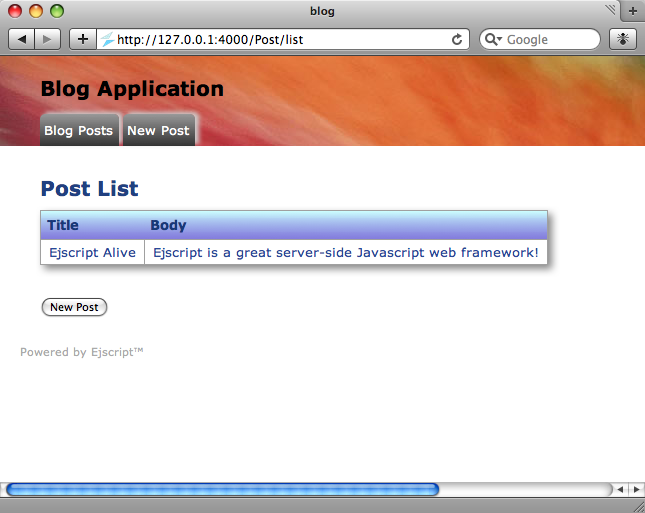 blog
http://127.0.0.1:4000/Post/list
Google
Blog Application
Blog Posts New Post
Post List
Title Body
Ejscript Alive Ejscript is a great server-side Javascript web framework!
New Post
Powered by Ejscript™